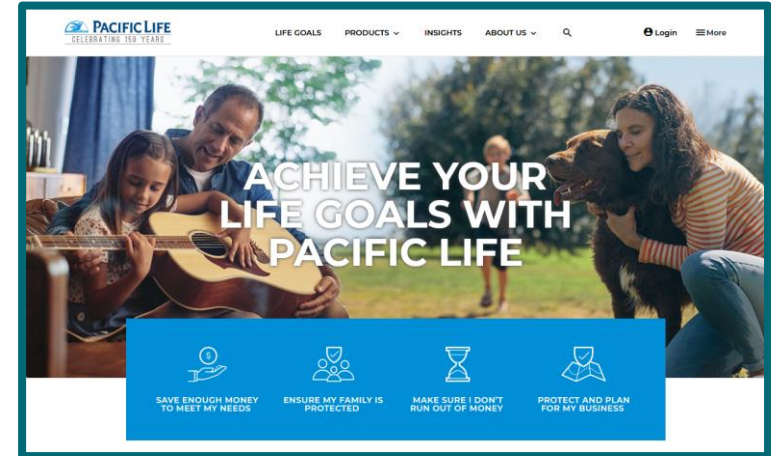 PACIFIC LIFE
CELEBRATING 150 YEARS
LIFE GOALS PRODUCTS INSIGHTS ABOUT US Login More
ACHIEVE YOUR
LIFE GOALS WITH
PACIFIC LIFE
$
SAVE ENOUGH MONEY
TO MEET MY NEEDS
ENSURE MY FAMILY IS
PROTECTED
MAKE SURE I DON'T
RUN OUT OF MONEY
PROTECT AND PLAN
FOR MY BUSINESS